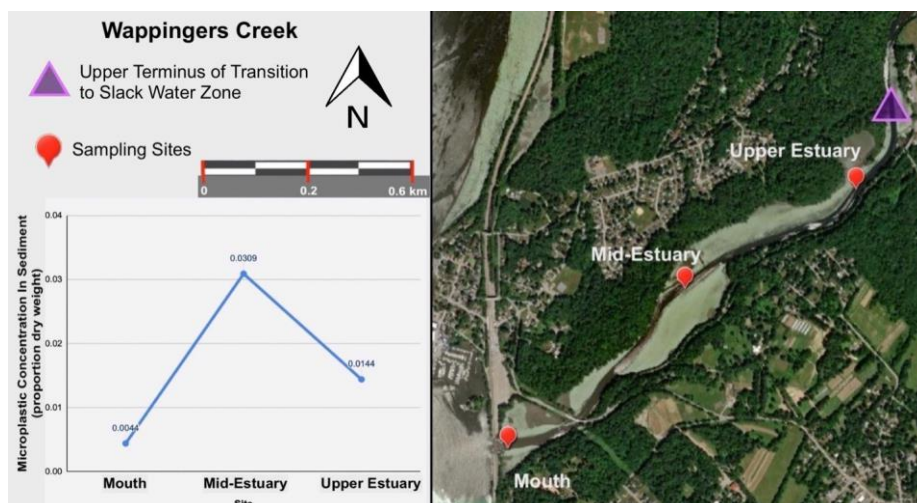 Wappingers Creek
Upper Terminus of Transition
to Slack Water Zone
N
Sampling Sites
0
0.2
0.6 km
Microplastic Concentration In Sediment
(proportion dry weight)
0.04
0.03
0.02
0.01
0.00
0.0044
0.0309
0.0144
Mouth
Mid-Estuary
Upper Estuary
Site
Upper Estuary
Mid-Estuary
Mouth